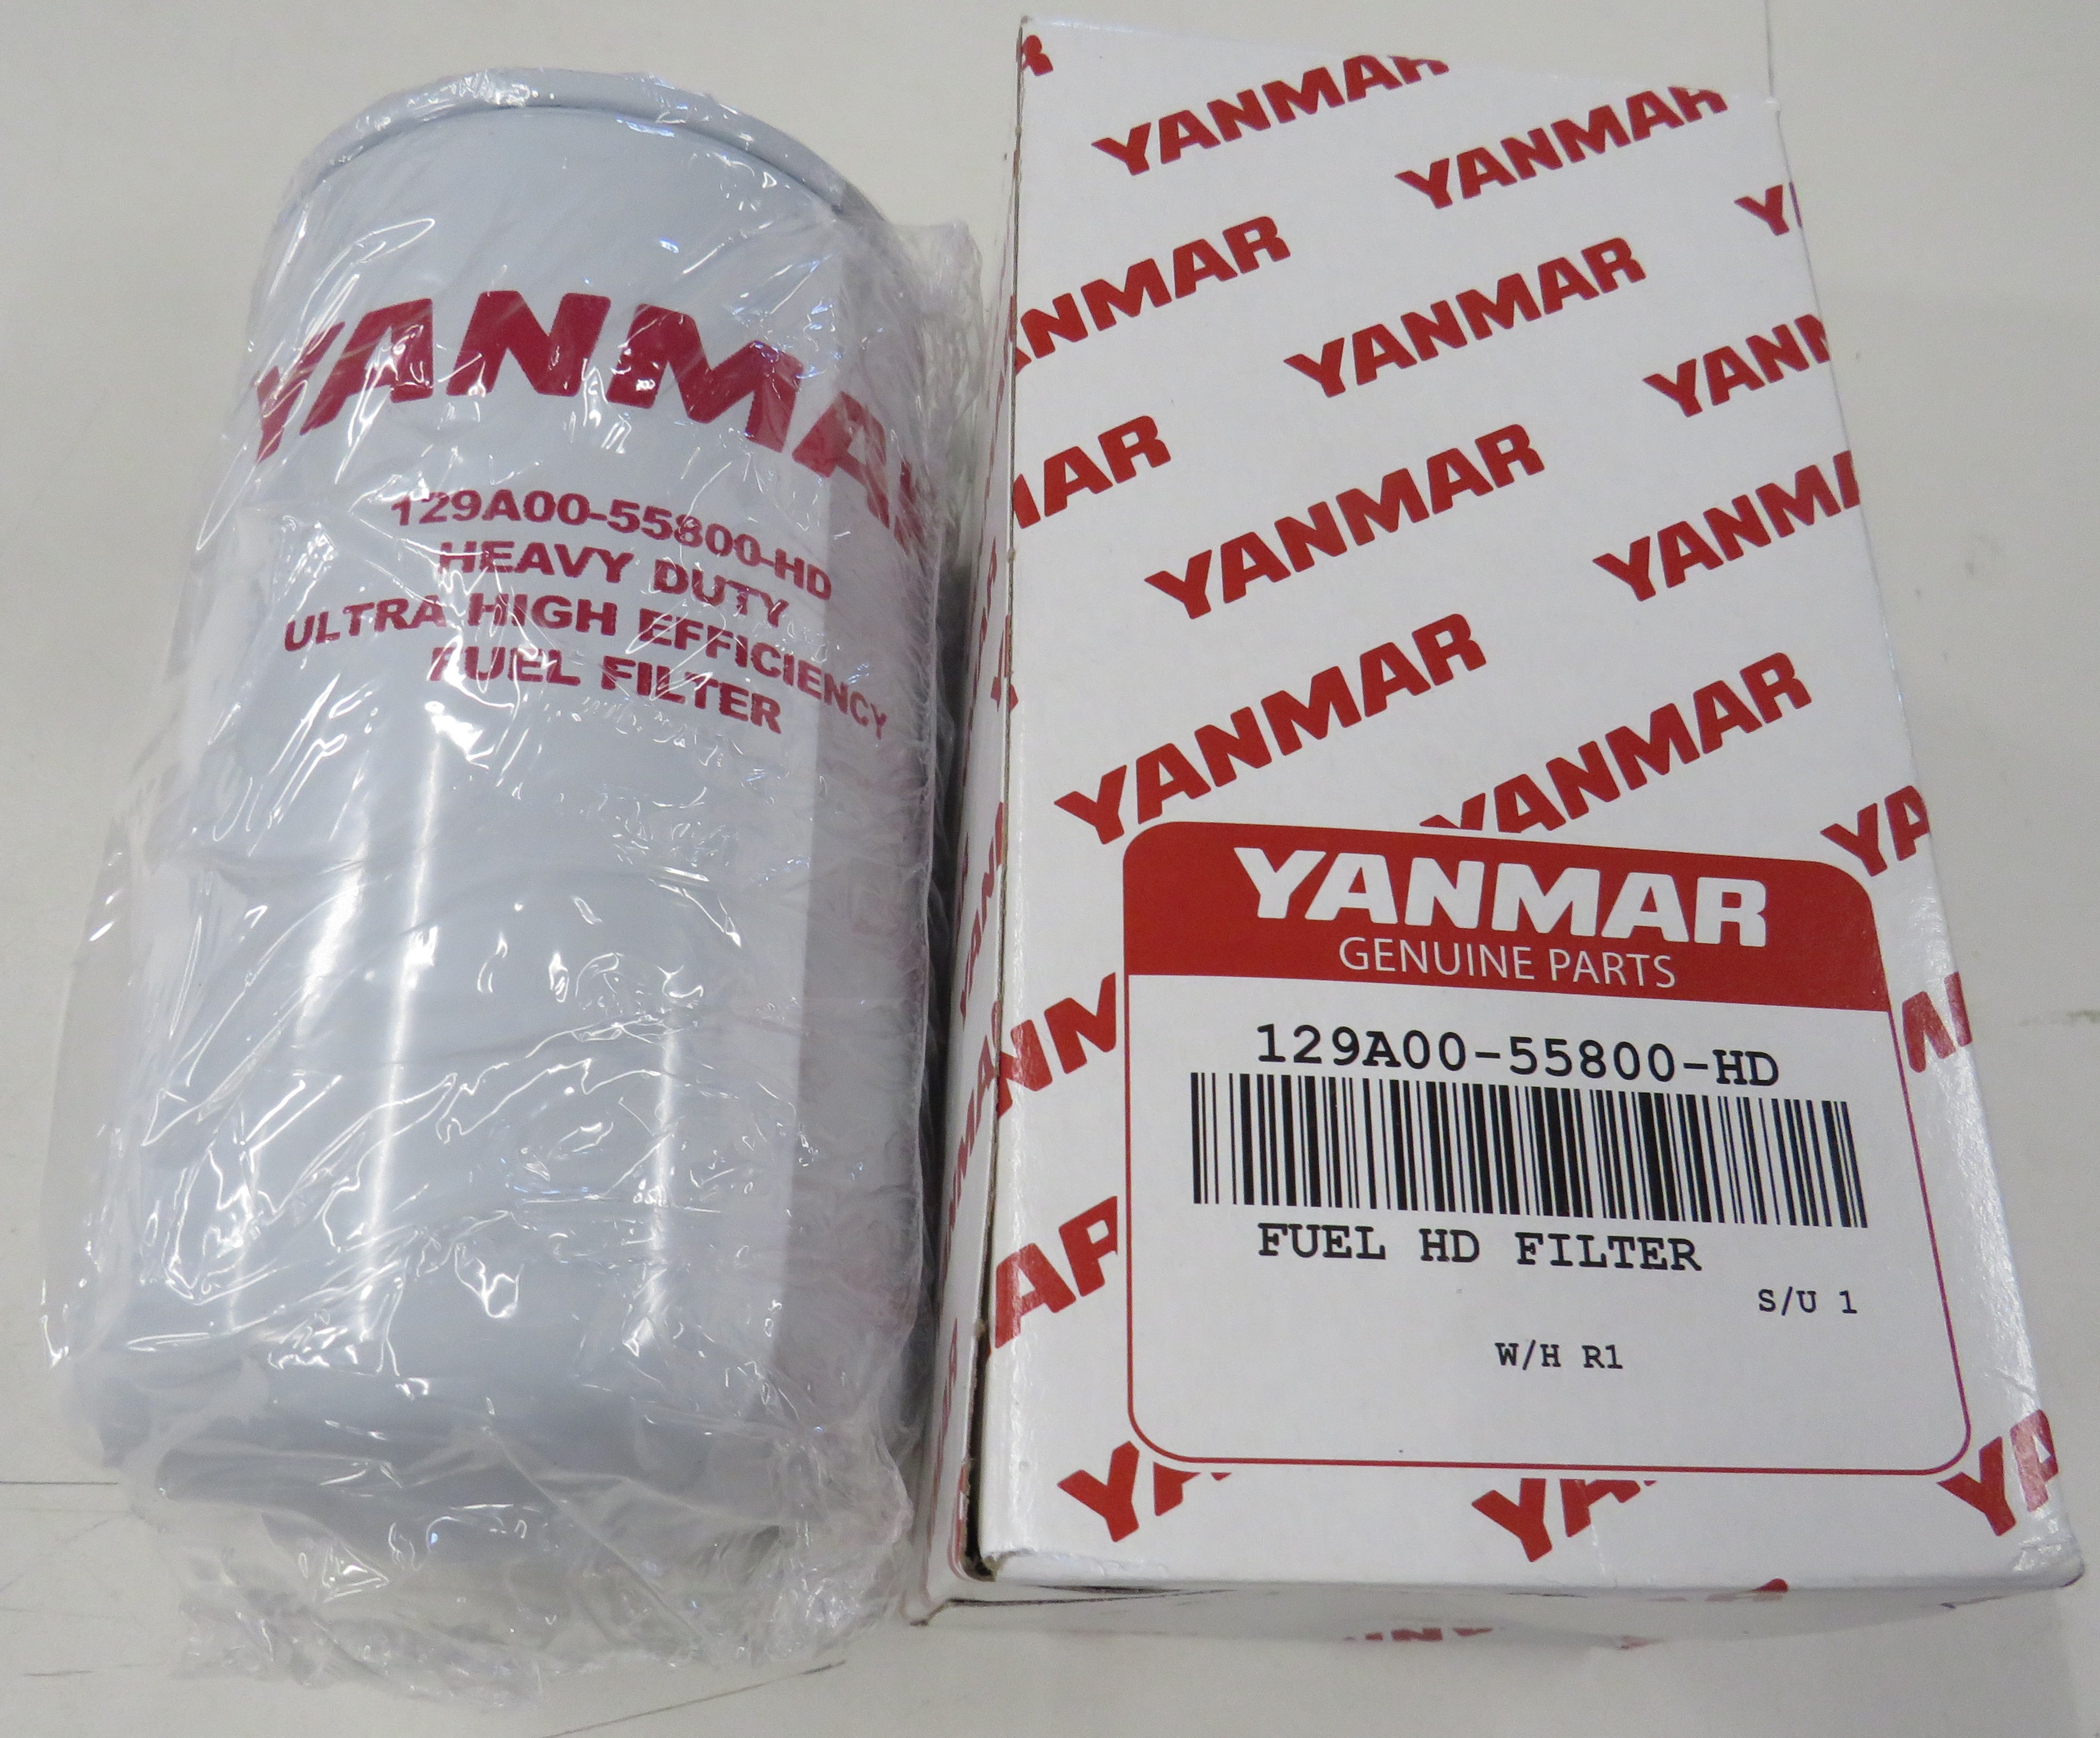 YANMAR
129A00-55800-HD
HEAVY DUTY
ULTRA HIGH EFFICIENCY
FUEL FILTER
YANMAR
YANMAR
YANMAR
YANMAR
YANMAR
YANMAR
YANMAR
YANMAR
YANMAR
YANMAR
GENUINE PARTS
129A00-55800-HD
FUEL HD FILTER
S/U 1
W/H R1